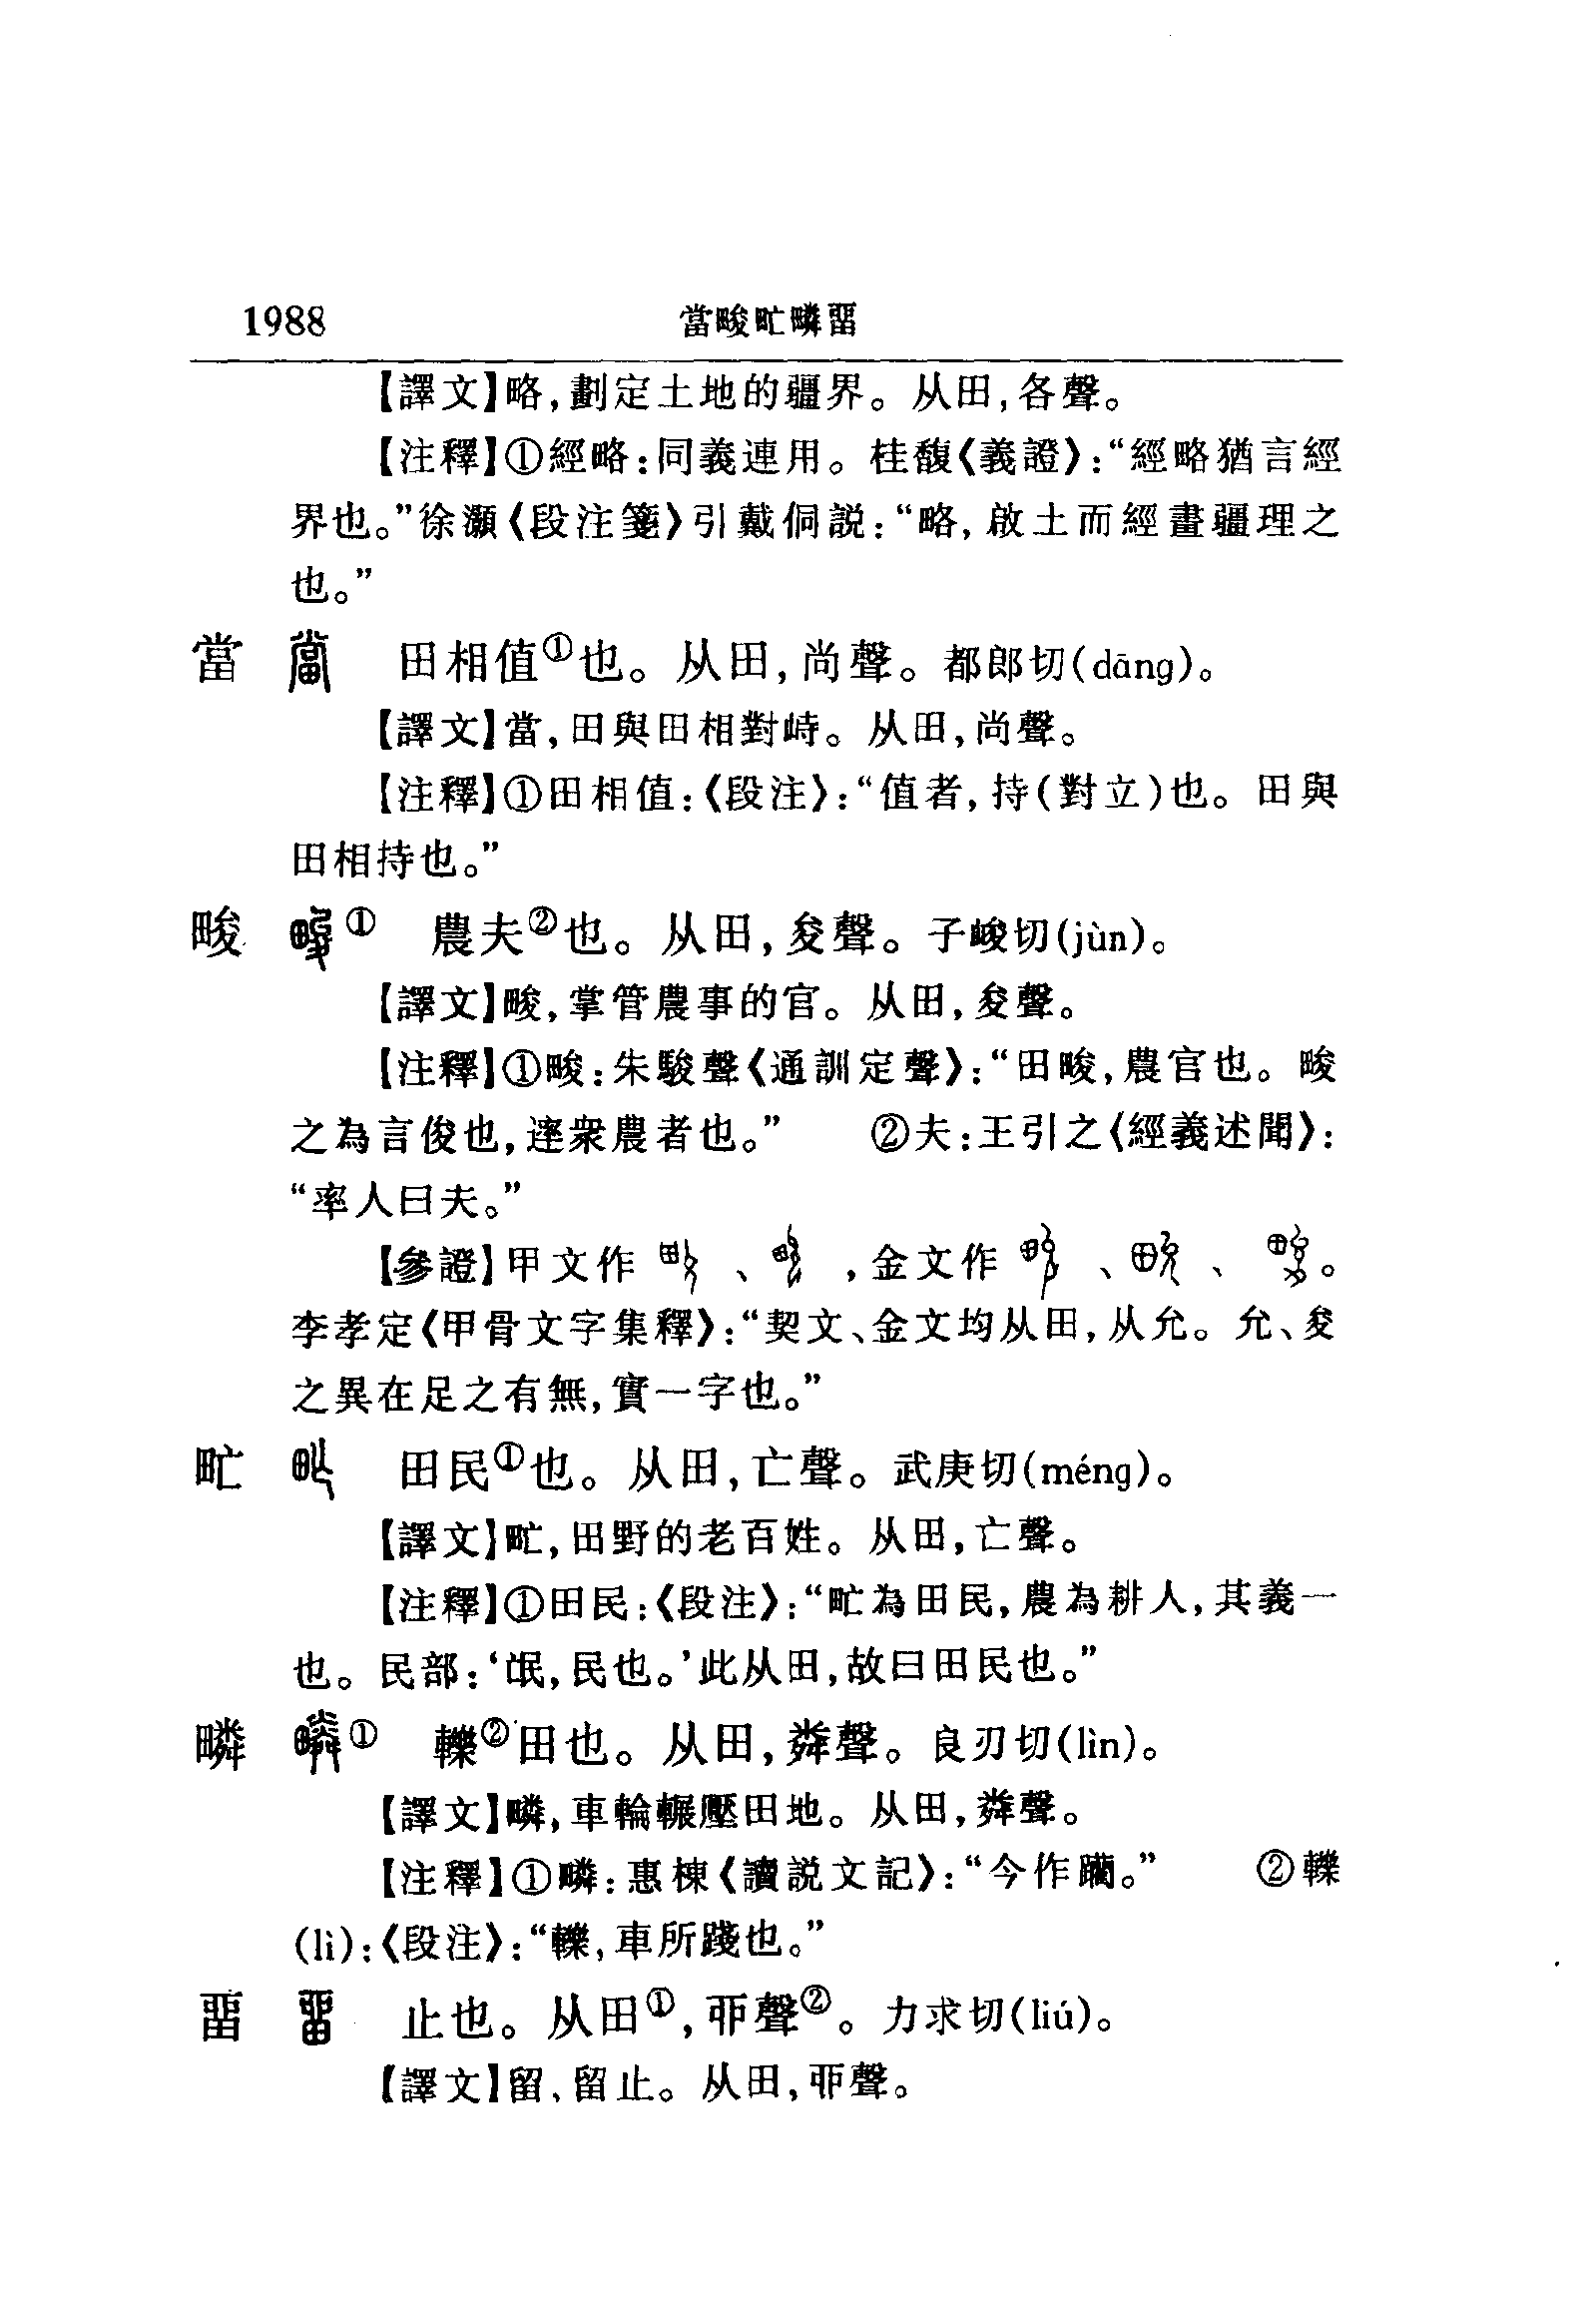 1988 當畯甿疄畱
【譯文】略,劃定土地的疆界。从田,各聲。
【注釋】①經略:同義連用。桂馥《義證》:“經略猶言經
界也。”徐灝《段注箋》引戴侗説:“略,啟土而經畫疆理之
也。”
當 田相值①也。从田,尚聲。都郎切(dāng)。
【譯文】當,田與田相對峙。从田,尚聲。
【注釋】①田相值:《段注》:“值者,持(對立)也。田與
田相持也。”
畯 ① 農夫②也。从田,夋聲。子峻切(jùn)。
【譯文】畯,掌管農事的官。从田,夋聲。
【注釋】①畯:朱駿聲《通訓定聲》:“田畯,農官也。畯
之為言俊也,逹衆農者也。” ②夫:王引之《經義述聞》:
“率人曰夫。”
【參證】甲文作 、 ,金文作 、 、 。
李孝定《甲骨文字集釋》:“契文、金文均从田,从允。允、夋
之異在足之有無,實一字也。”
甿 田民①也。从田,亡聲。武庚切(méng)。
【譯文】甿,田野的老百姓。从田,亡聲。
【注釋】①田民:《段注》:“甿為田民,農為耕人,其義一
也。民部:‘氓,民也。’此从田,故曰田民也。”
疄 ① 轢②田也。从田,粦聲。良刃切(lìn)。
【譯文】疄,車輪輾壓田地。从田,粦聲。
【注釋】①疄:惠棟《讀説文記》:“今作躪。” ②轢
(lì):《段注》:“轢,車所踐也。”
畱 止也。从田①,丣聲②。力求切(liú)。
【譯文】留、留止。从田,丣聲。